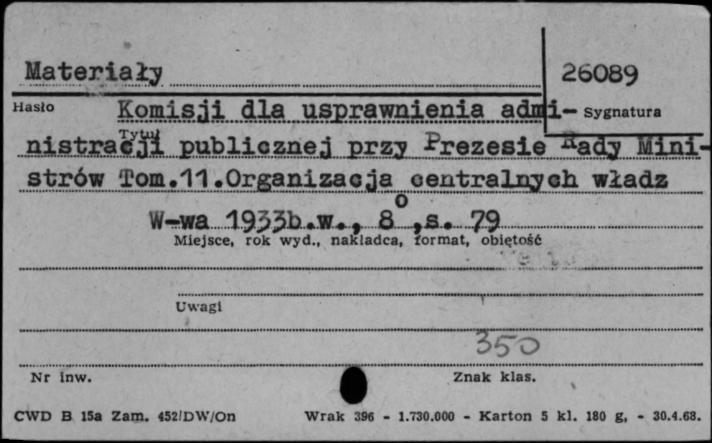 Materiały
26089
Hasło
Komisji dla usprawnienia admi-
Sygnatura
Tytuł
nistracji publicznej przy Prezesie Rady Mini-
strów Tom.11.Organizacja centralnych władz
W-wa 1933b.w., 8o,s. 79
Miejsce, rok wyd., nakładca, format, objętość
Uwagi
350
Nr inw.
Znak klas.
CWD B 15a Zam. 452/DW/On Wrak 396 - 1.730.000 - Karton 5 kl. 180 g, - 30.4.68.